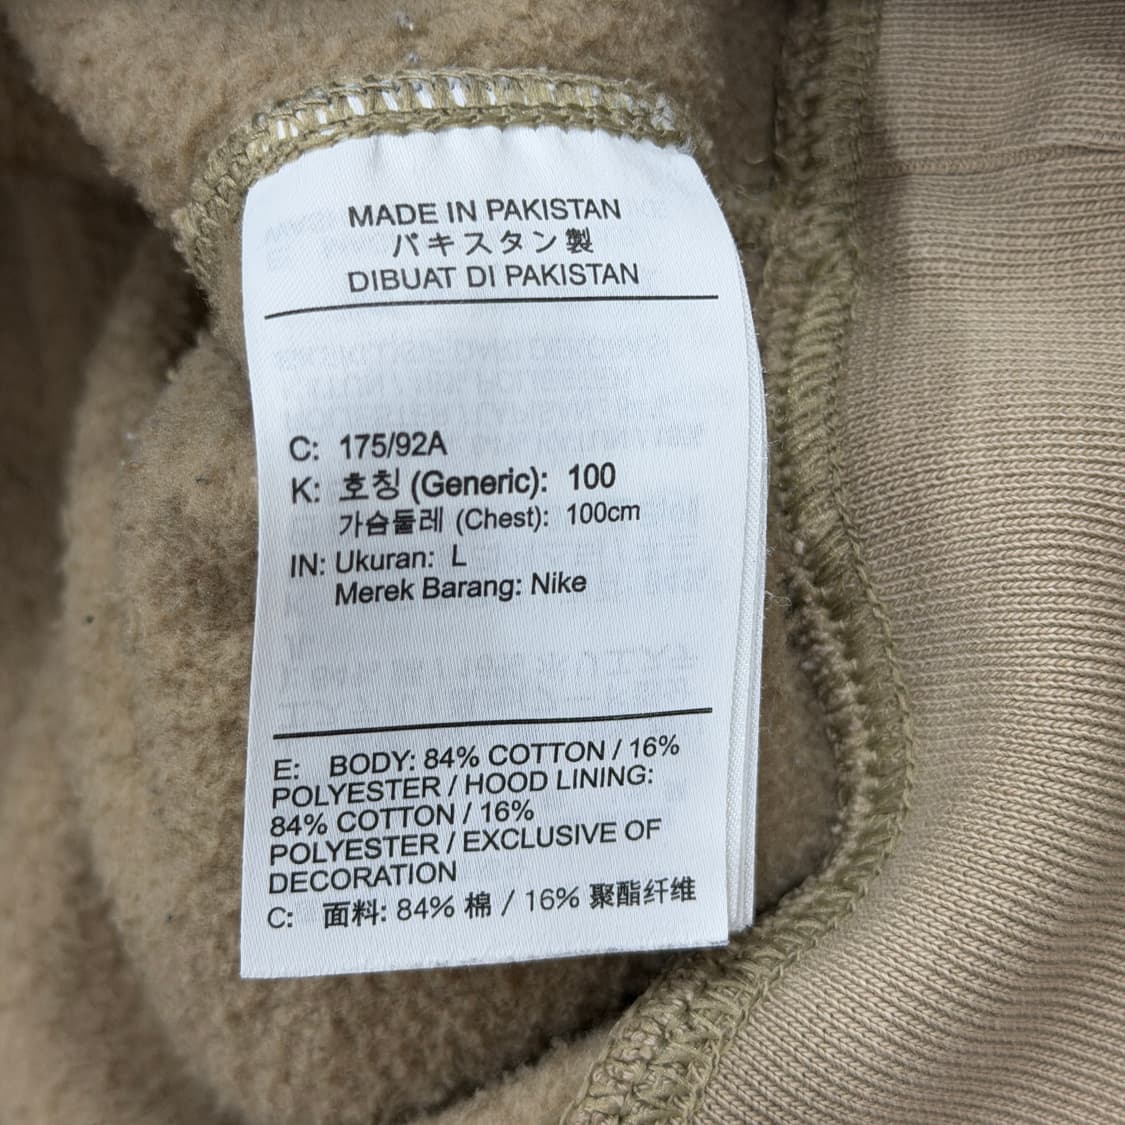 MADE IN PAKISTAN
パキスタン製
DIBUAT DI PAKISTAN
C: 175/92A
K: 호칭 (Generic): 100
가슴둘레 (Chest): 100cm
IN: Ukuran: L
Merek Barang: Nike
E: BODY: 84% COTTON / 16%
POLYESTER / HOOD LINING:
84% COTTON / 16%
POLYESTER / EXCLUSIVE OF
DECORATION
C: 面料: 84% 棉 / 16% 聚酯纤维